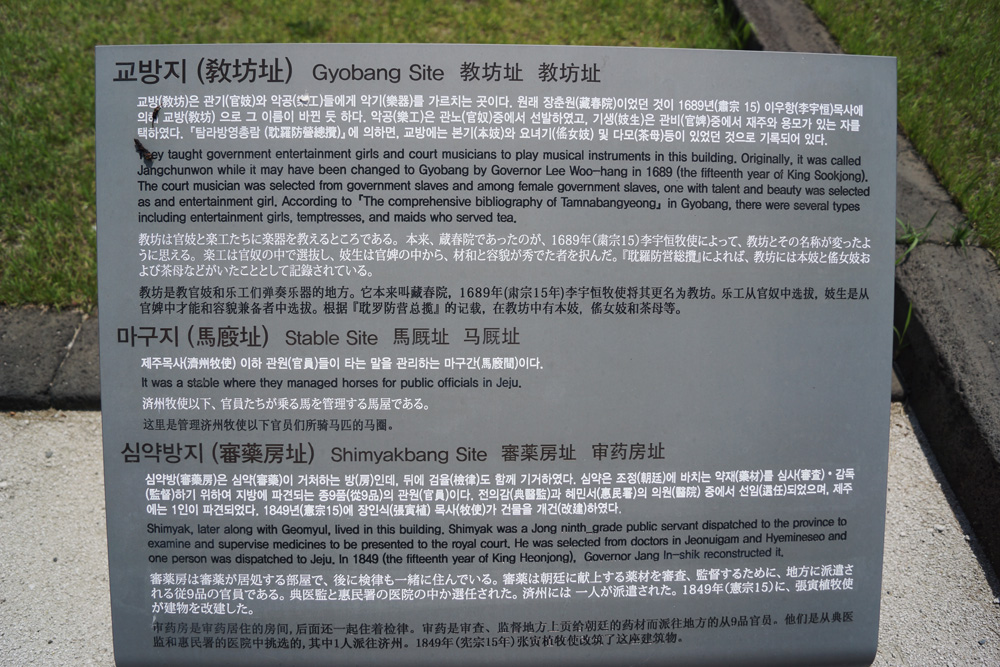 교방지 (敎坊址) Gyobang Site 教坊址 教坊址
교방(敎坊)은 관기(官妓)와 악공(樂工)들에게 악기(樂器)를 가르치는 곳이다. 원래 장춘원(藏春院)이었던 것이 1689년(肅宗 15) 이우항(李宇恒)목사에
의해 교방(敎坊) 으로 그 이름이 바뀐 듯 하다. 악공(樂工)은 관노(官奴)중에서 선발하였고, 기생(妓生)은 관비(官婢)중에서 재주와 용모가 있는 자를
택하였다. 『탐라방영총람 (耽羅防營總攬)』에 의하면, 교방에는 본기(本妓)와 요녀기(傜女妓) 및 다모(茶母)등이 있었던 것으로 기록되어 있다.
They taught government entertainment girls and court musicians to play musical instruments in this building. Originally, it was called
Jangchunwon while it may have been changed to Gyobang by Governor Lee Woo-hang in 1689 (the fifteenth year of King Sookjong).
The court musician was selected from government slaves and among female government slaves, one with talent and beauty was selected
as and entertainment girl. According to 『The comprehensive bibliography of Tamnabangyeong』 in Gyobang, there were several types
including entertainment girls, temptresses, and maids who served tea.
教坊は官妓と楽工たちに楽器を教えるところである。本来、蔵春院であったのが、1689年(粛宗15)李宇恒牧使によって、教坊とその名称が変ったよ
うに思える。楽工は官奴の中で選抜し、妓生は官婢の中から、材和と容貌が秀でた者を択んだ。『耽羅防営総攬』によれば、教坊には本妓と傜女妓お
よび茶母などがいたこととして記録されている。
教坊是教官妓和乐工们弹奏乐器的地方。它本来叫藏春院，1689年(肃宗15年)李宇恒牧使将其更名为教坊。乐工从官奴中选拔，妓生是从
官婢中才能和容貌兼备者中选拔。根据『耽罗防营总揽』的记载，在教坊中有本妓，傜女妓和茶母等。
마구지 (馬廐址) Stable Site 馬厩址 马厩址
제주목사(濟州牧使) 이하 관원(官員)들이 타는 말을 관리하는 마구간(馬廐間)이다.
It was a stable where they managed horses for public officials in Jeju.
済州牧使以下、官員たちが乗る馬を管理する馬屋である。
这里是管理济州牧使以下官员们所骑马匹的马圈。
심약방지 (審藥房址) Shimyakbang Site 審薬房址 审药房址
심약방(審藥房)은 심약(審藥)이 거처하는 방(房)인데, 뒤에 검율(檢律)도 함께 기거하였다. 심약은 조정(朝廷)에 바치는 약재(藥材)를 심사(審査)·감독
(監督)하기 위하여 지방에 파견되는 종9품(從9品)의 관원(官員)이다. 전의감(典醫監)과 혜민서(惠民署)의 의원(醫院) 중에서 선임(選任)되었으며, 제주
에는 1인이 파견되었다. 1849년(憲宗15)에 장인식(張寅植) 목사(牧使)가 건물을 개건(改建)하였다.
Shimyak, later along with Geomyul, lived in this building. Shimyak was a Jong ninth_grade public servant dispatched to the province to
examine and supervise medicines to be presented to the royal court. He was selected from doctors in Jeonuigam and Hyemineseo and
one person was dispatched to Jeju. In 1849 (the fifteenth year of King Heonjong), Governor Jang In-shik reconstructed it.
審薬房は審薬が居処する部屋で、後に検律も一緒に住んでいる。審薬は朝廷に献上する薬材を審査、監督するために、地方に派遣さ
れる従9品の官員である。典医監と惠民署の医院の中か選任された。済州には 一人が派遣された。1849年(憲宗15)に、張寅植牧使
が建物を改建した。
审药房是审药居住的房间，后面还一起住着检律。审药是审查、监督地方上贡给朝廷的药材而派往地方的从9品官员。他们是从典医
监和惠民署的医院中挑选的，其中1人派往济州。1849年(宪宗15年)张寅植牧使改筑了这座建筑物。